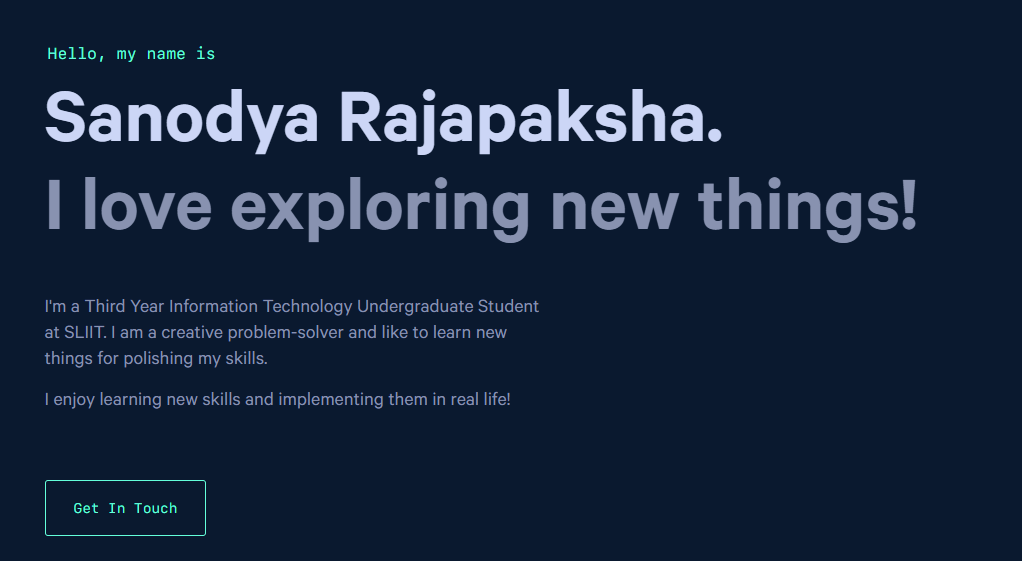 Hello, my name is
Sanodya Rajapaksha.
I love exploring new things!
I'm a Third Year Information Technology Undergraduate Student
at SLIIT. I am a creative problem-solver and like to learn new
things for polishing my skills.
I enjoy learning new skills and implementing them in real life!
Get In Touch